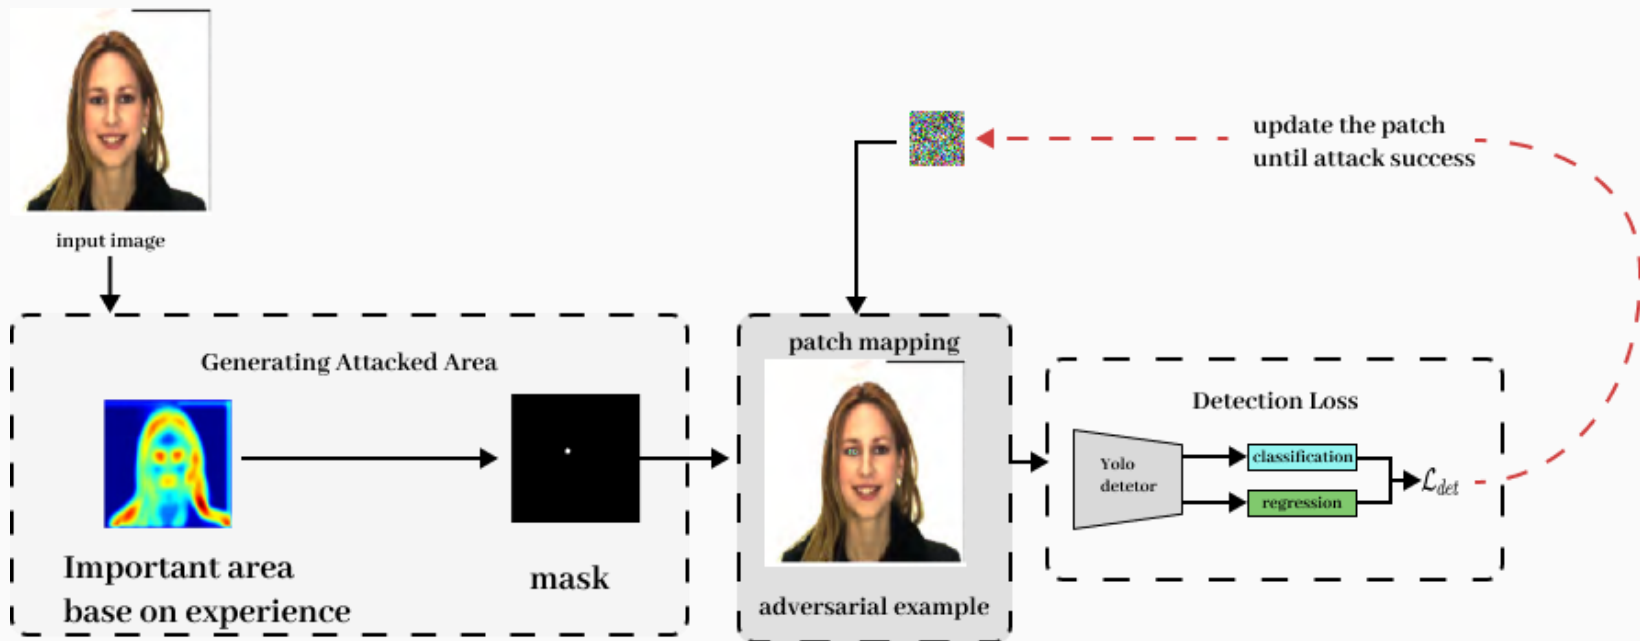 input image
update the patch
until attack success
Generating Attacked Area
Important area
base on experience
mask
patch mapping
adversarial example
Detection Loss
Yolo
detetor
classification
regression
ℒdet